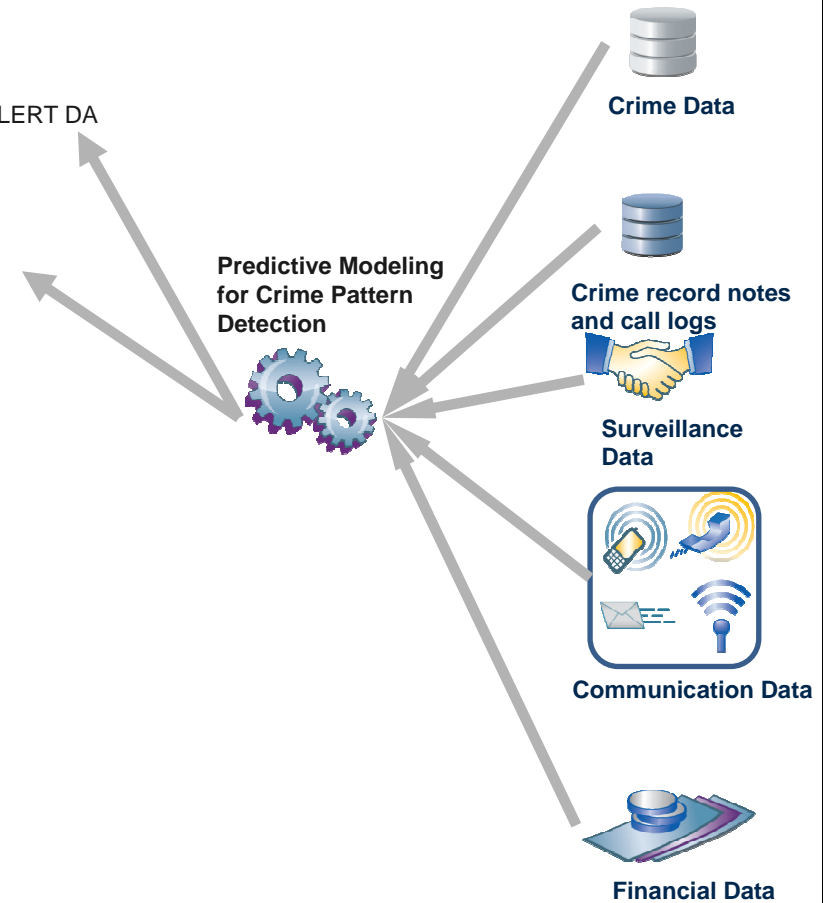 Crime Data
LERT DA
Predictive Modeling
for Crime Pattern
Detection
Crime record notes
and call logs
Surveillance
Data
Communication Data
Financial Data